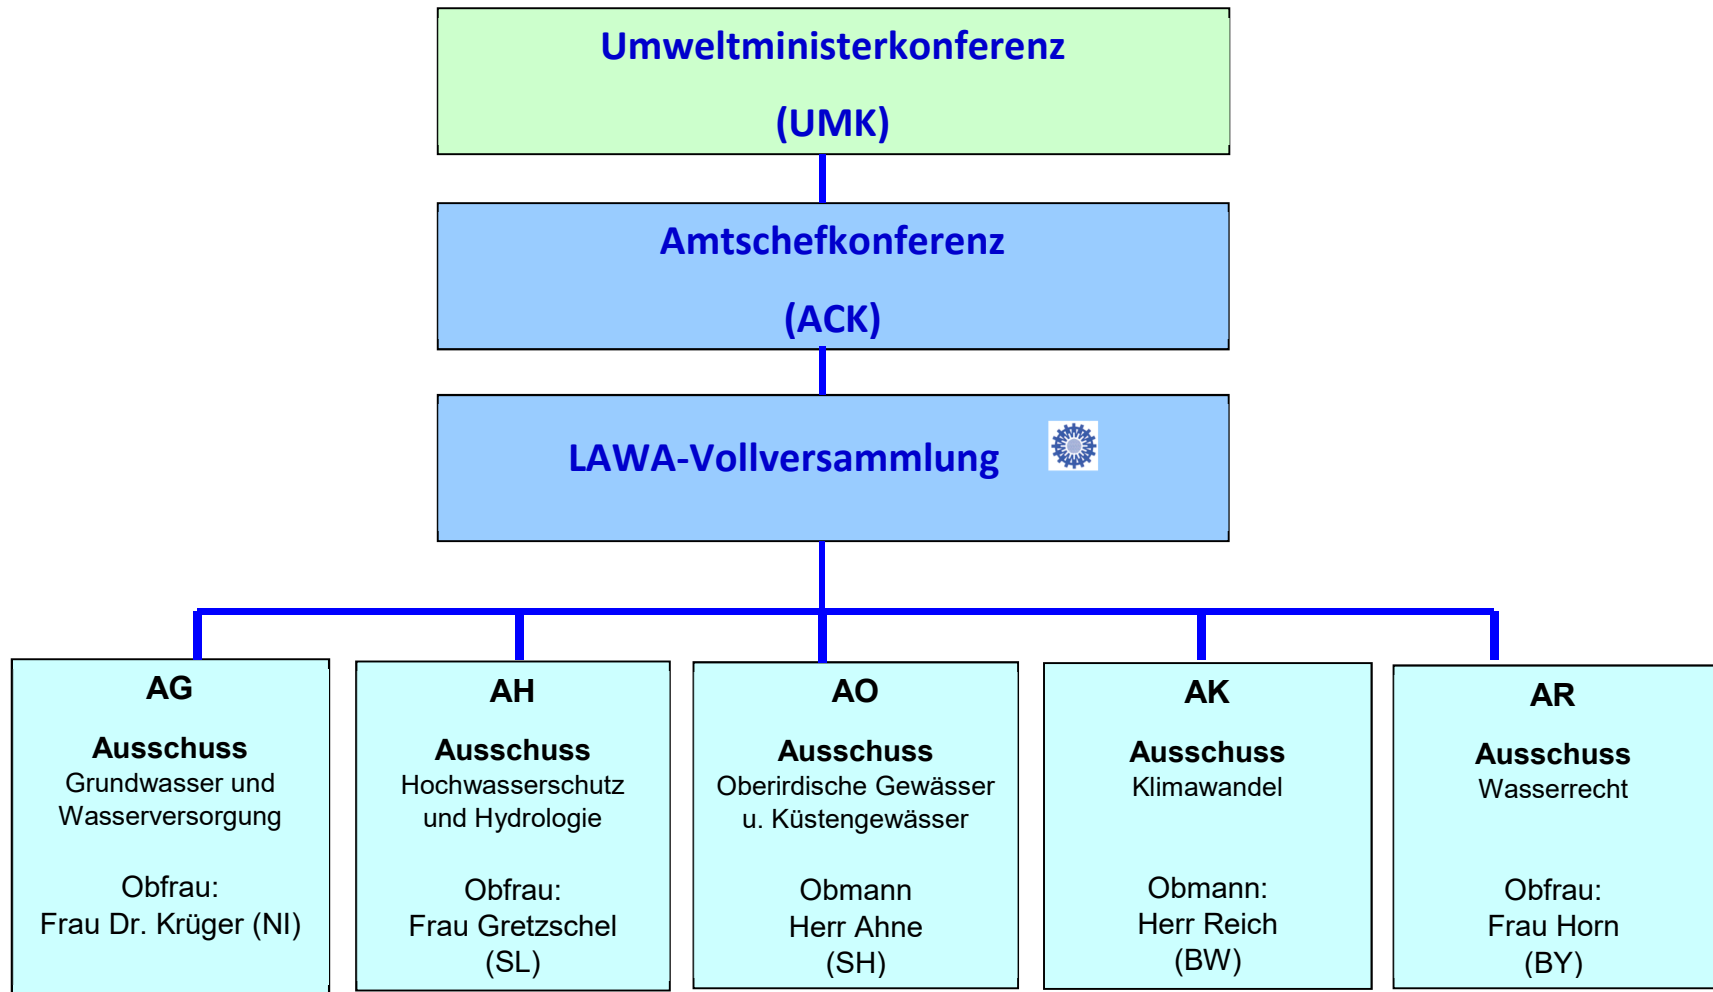 Umweltministerkonferenz
(UMK)
Amtschefkonferenz
(ACK)
LAWA-Vollversammlung
AG
Ausschuss
Grundwasser und
Wasserversorgung
Obfrau:
Frau Dr. Krüger (NI)
AH
Ausschuss
Hochwasserschutz
und Hydrologie
Obfrau:
Frau Gretzschel
(SL)
AO
Ausschuss
Oberirdische Gewässer
u. Küstengewässer
Obmann
Herr Ahne
(SH)
AK
Ausschuss
Klimawandel
Obmann:
Herr Reich
(BW)
AR
Ausschuss
Wasserrecht
Obfrau:
Frau Horn
(BY)